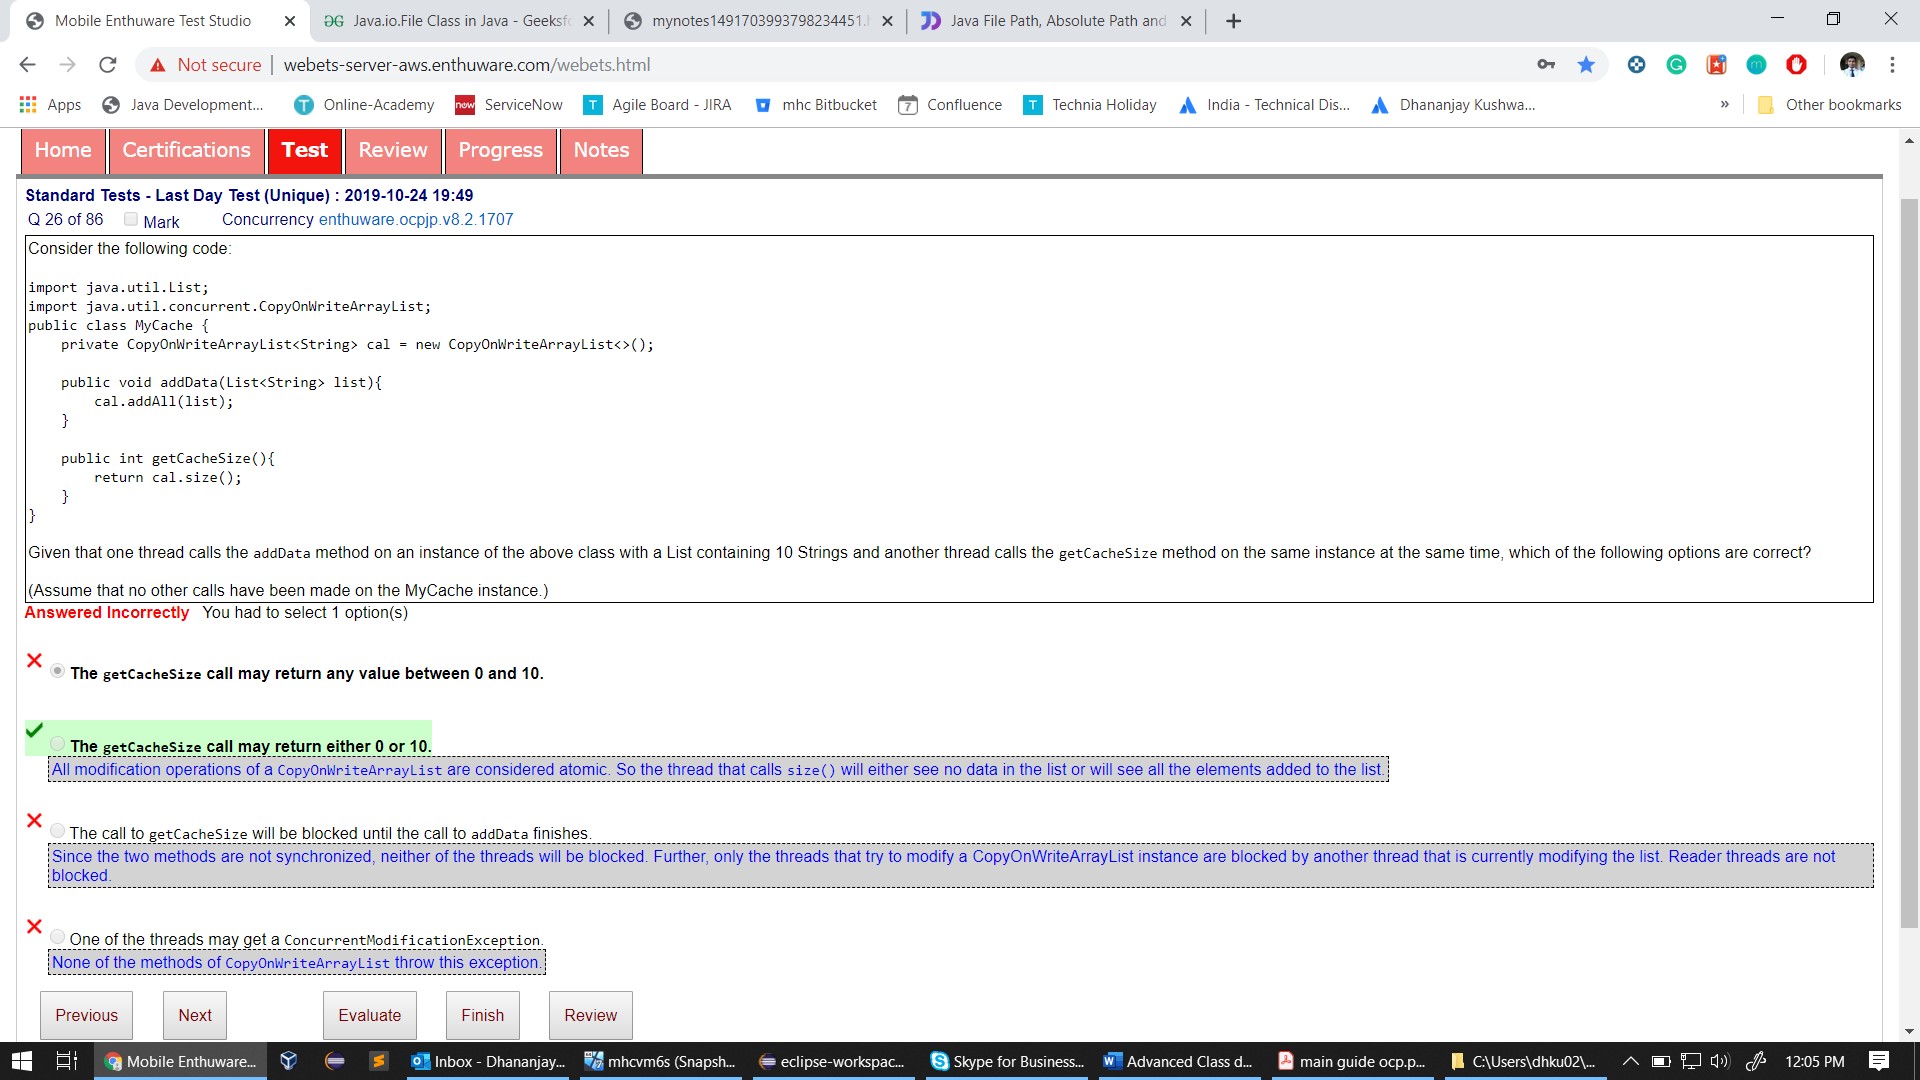 Mobile Enthuware Test Studio
Java.io.File Class in Java - Geeksf
mynotes1491703993798234451.h
Java File Path, Absolute Path and
Not secure | webets-server-aws.enthuware.com/webets.html
Apps
Java Development...
Online-Academy
now ServiceNow
T Agile Board - JIRA
mhc Bitbucket
7 Confluence
T Technia Holiday
India - Technical Dis...
Dhananjay Kushwa...
»
Other bookmarks
Home Certifications Test Review Progress Notes
Standard Tests - Last Day Test (Unique) : 2019-10-24 19:49
Q 26 of 86 Mark Concurrency enthuware.ocpjp.v8.2.1707
Consider the following code:
import java.util.List;
import java.util.concurrent.CopyOnWriteArrayList;
public class MyCache {
    private CopyOnWriteArrayList<String> cal = new CopyOnWriteArrayList<>();
    public void addData(List<String> list){
        cal.addAll(list);
    }
    public int getCacheSize(){
        return cal.size();
    }
}
Given that one thread calls the addData method on an instance of the above class with a List containing 10 Strings and another thread calls the getCacheSize method on the same instance at the same time, which of the following options are correct?
(Assume that no other calls have been made on the MyCache instance.)
Answered Incorrectly You had to select 1 option(s)
The getCacheSize call may return any value between 0 and 10.
The getCacheSize call may return either 0 or 10.
All modification operations of a CopyOnWriteArrayList are considered atomic. So the thread that calls size() will either see no data in the list or will see all the elements added to the list.
The call to getCacheSize will be blocked until the call to addData finishes.
Since the two methods are not synchronized, neither of the threads will be blocked. Further, only the threads that try to modify a CopyOnWriteArrayList instance are blocked by another thread that is currently modifying the list. Reader threads are not
blocked.
One of the threads may get a ConcurrentModificationException.
None of the methods of CopyOnWriteArrayList throw this exception.
Previous Next Evaluate Finish Review
Mobile Enthuware...
Inbox - Dhananjay...
mhcvm6s (Snapsh...
eclipse-workspac...
Skype for Business...
Advanced Class d...
main guide ocp.p...
C:\Users\dhku02\...
12:05 PM